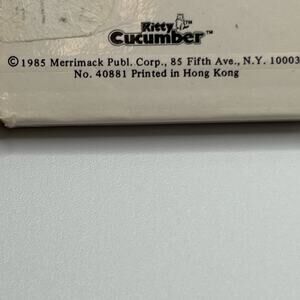 Kitty
Cucumber™
© 1985 Merrimack Publ. Corp., 85 Fifth Ave., N.Y. 10003
No. 40881 Printed in Hong Kong